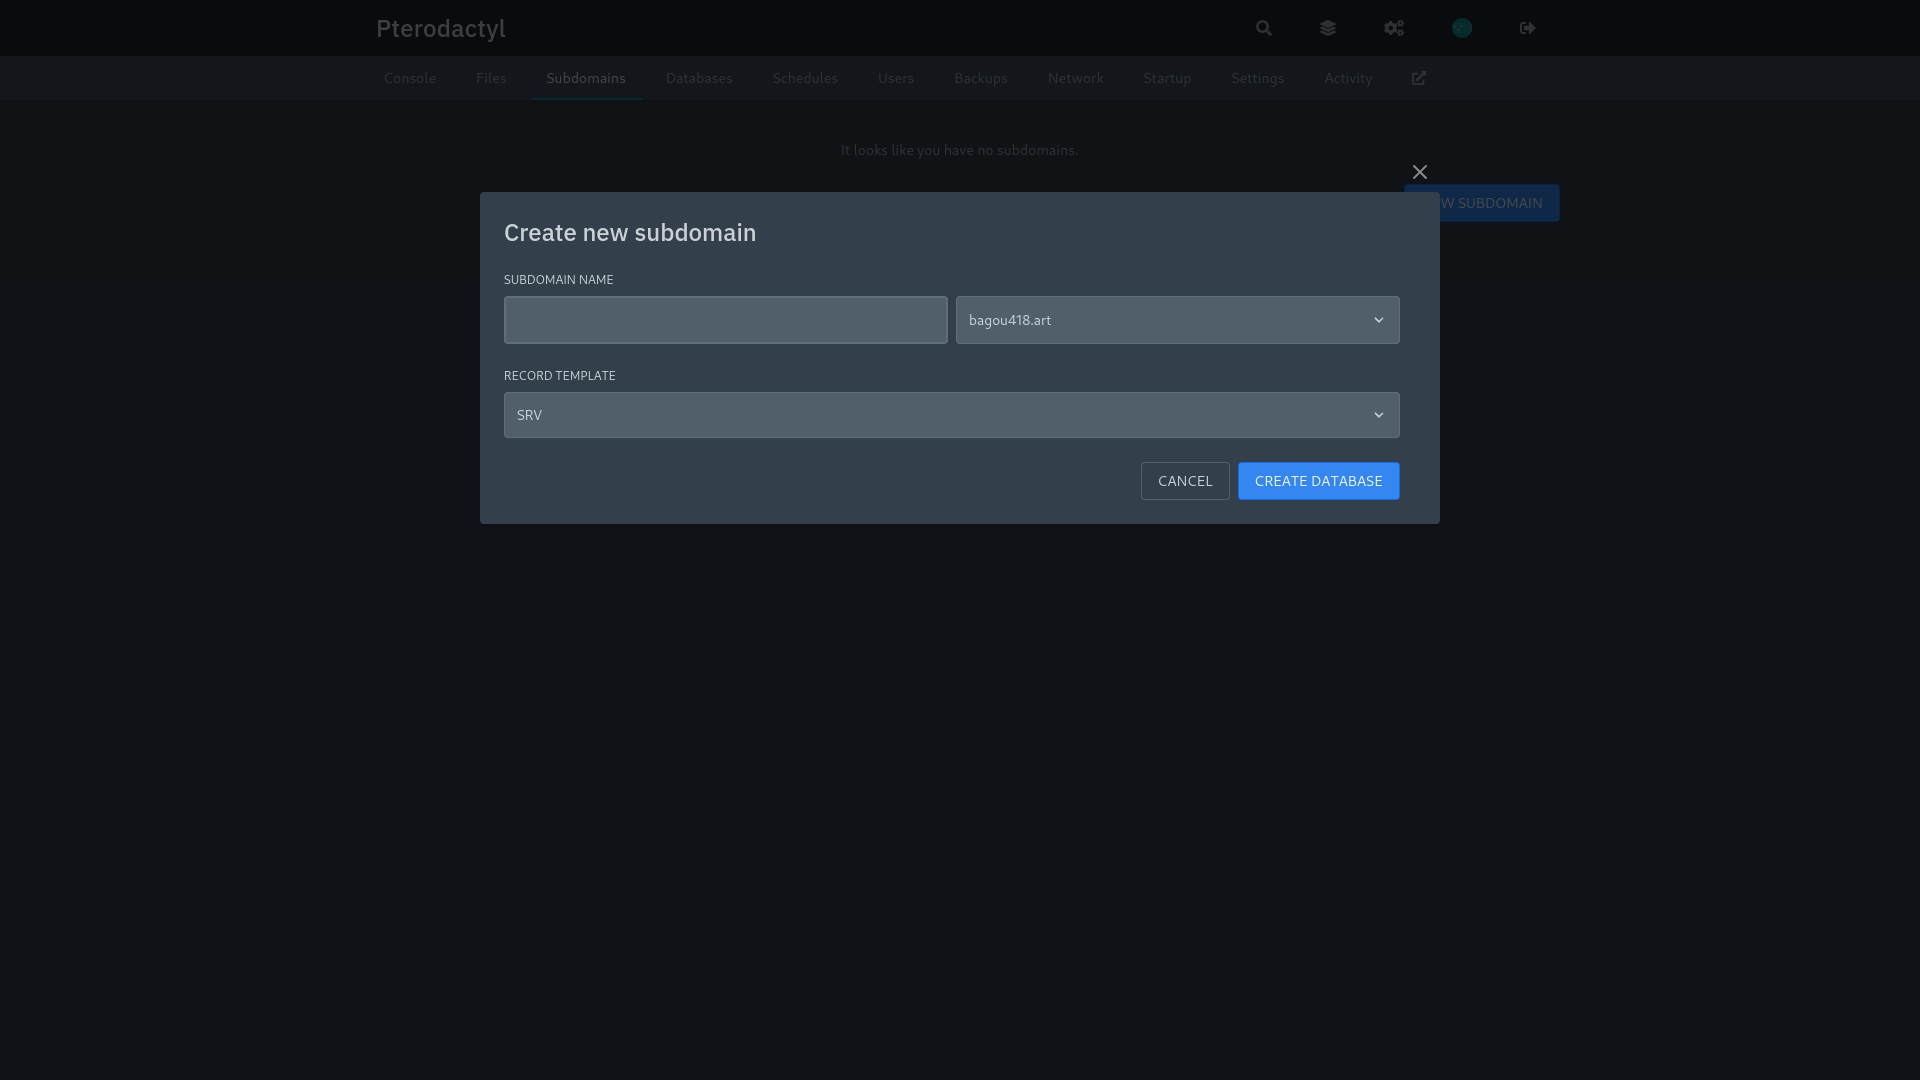 Pterodactyl
Console Files Subdomains Databases Schedules Users Backups Network Startup Settings Activity
It looks like you have no subdomains.
W SUBDOMAIN
Create new subdomain
SUBDOMAIN NAME
bagou418.art
RECORD TEMPLATE
SRV
CANCEL CREATE DATABASE